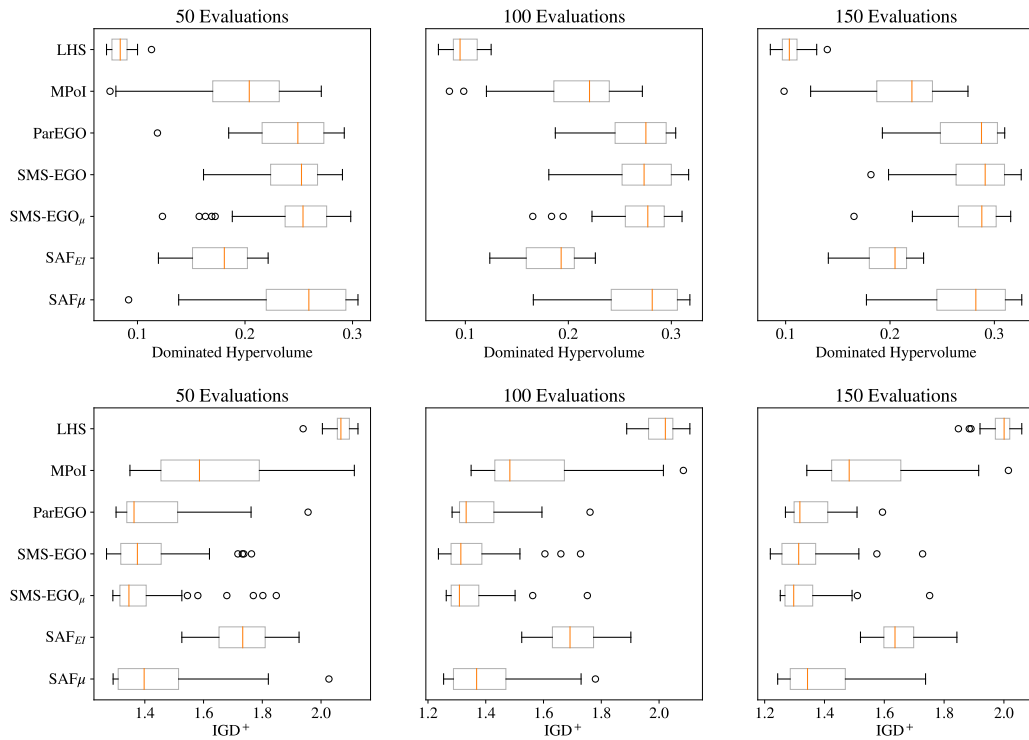 50 Evaluations
100 Evaluations
150 Evaluations
LHS
MPoI
ParEGO
SMS-EGO
SMS-EGOμ
SAFEI
SAFμ
0.1 0.2 0.3
0.1 0.2 0.3
0.1 0.2 0.3
Dominated Hypervolume
Dominated Hypervolume
Dominated Hypervolume
50 Evaluations
100 Evaluations
150 Evaluations
LHS
MPoI
ParEGO
SMS-EGO
SMS-EGOμ
SAFEI
SAFμ
1.4 1.6 1.8 2.0
1.2 1.4 1.6 1.8 2.0
1.2 1.4 1.6 1.8 2.0
IGD+
IGD+
IGD+